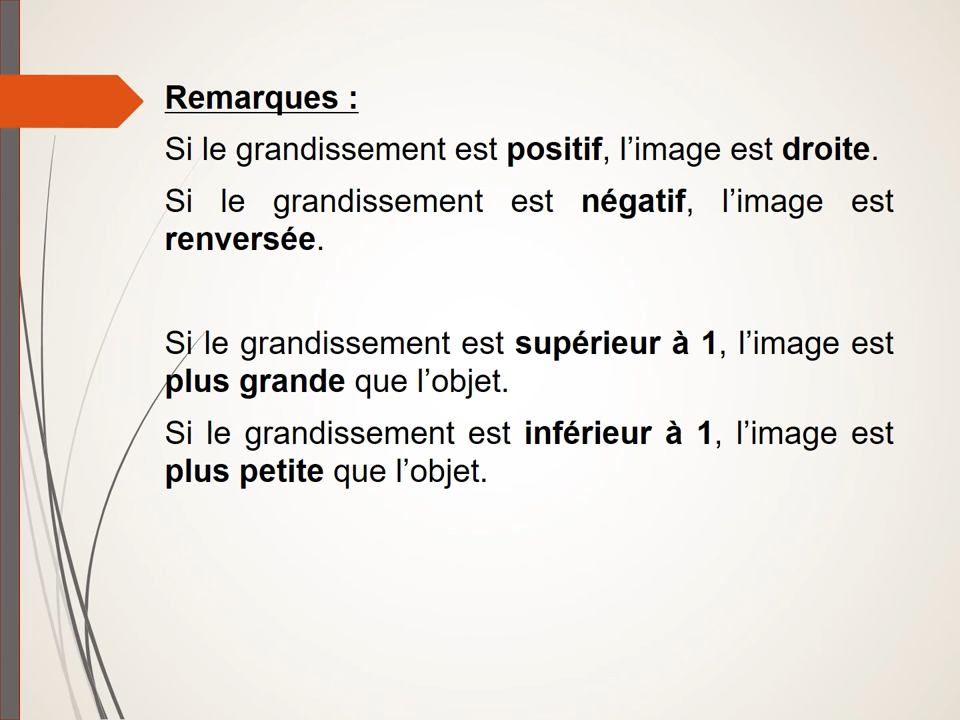 Remarques :
Si le grandissement est positif, l’image est droite.
Si le grandissement est négatif, l’image est
renversée.
Si le grandissement est supérieur à 1, l’image est
plus grande que l’objet.
Si le grandissement est inférieur à 1, l’image est
plus petite que l’objet.